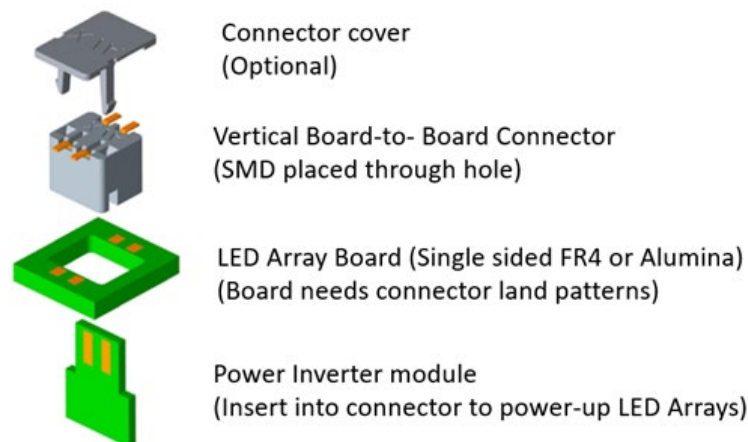 Connector cover
(Optional)
Vertical Board-to- Board Connector
(SMD placed through hole)
LED Array Board (Single sided FR4 or Alumina)
(Board needs connector land patterns)
Power Inverter module
(Insert into connector to power-up LED Arrays)